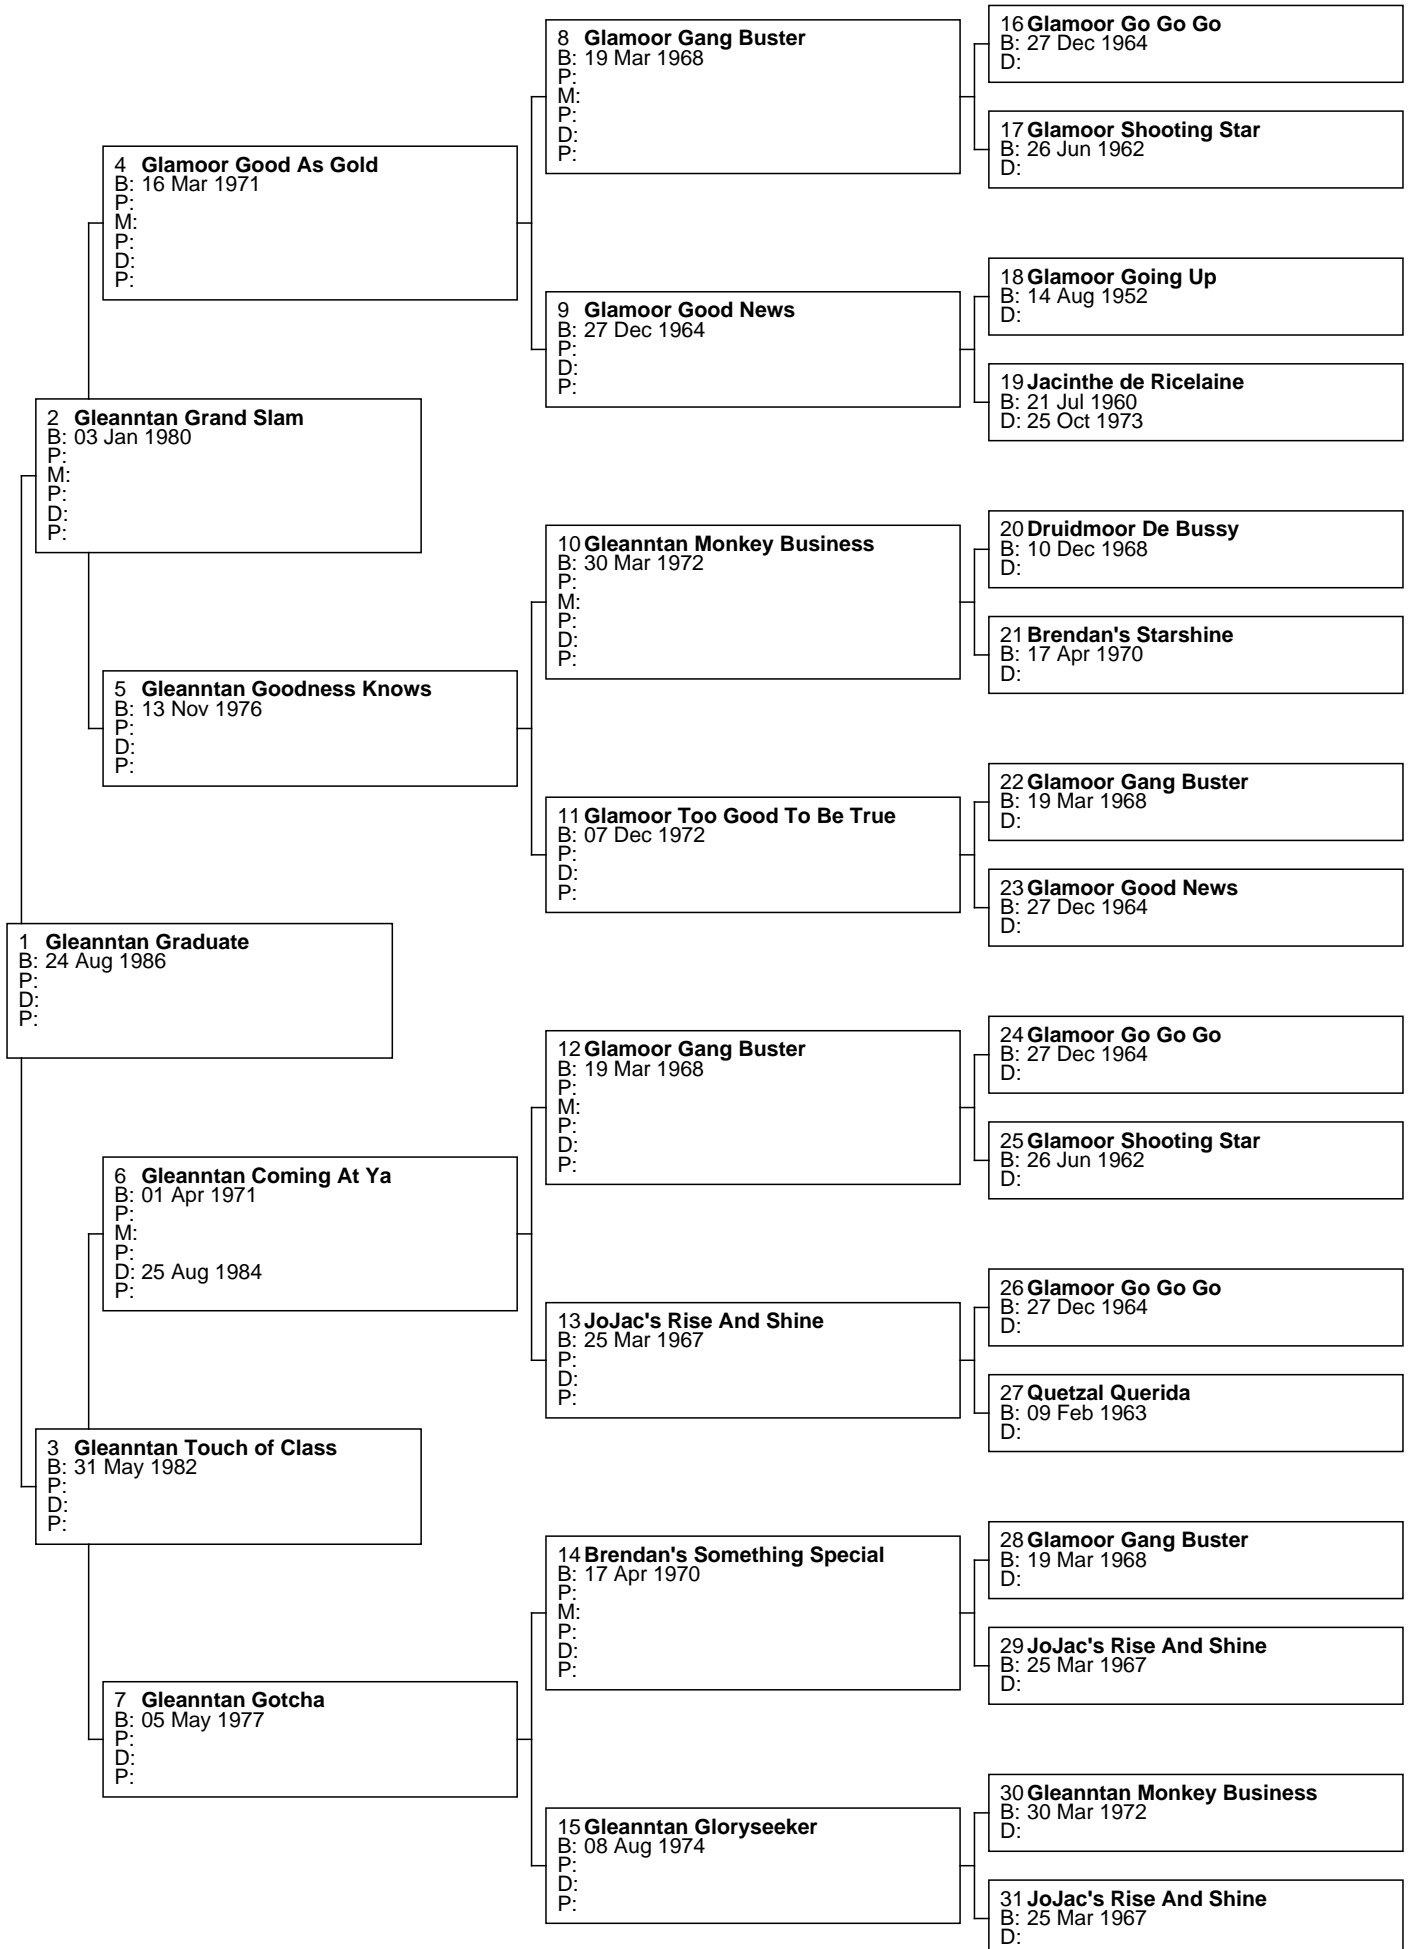 16 Glamoor Go Go Go
B: 27 Dec 1964
D:
8 Glamoor Gang Buster
B: 19 Mar 1968
P:
M:
P:
D:
P:
17 Glamoor Shooting Star
B: 26 Jun 1962
D:
4 Glamoor Good As Gold
B: 16 Mar 1971
P:
M:
P:
D:
P:
18 Glamoor Going Up
B: 14 Aug 1952
D:
9 Glamoor Good News
B: 27 Dec 1964
P:
D:
P:
19 Jacinthe de Ricelaine
B: 21 Jul 1960
D: 25 Oct 1973
2 Gleanntan Grand Slam
B: 03 Jan 1980
P:
M:
P:
D:
P:
20 Druidmoor De Bussy
B: 10 Dec 1968
D:
10 Gleanntan Monkey Business
B: 30 Mar 1972
P:
M:
P:
D:
P:
21 Brendan's Starshine
B: 17 Apr 1970
D:
5 Gleanntan Goodness Knows
B: 13 Nov 1976
P:
D:
P:
22 Glamoor Gang Buster
B: 19 Mar 1968
D:
11 Glamoor Too Good To Be True
B: 07 Dec 1972
P:
D:
P:
23 Glamoor Good News
B: 27 Dec 1964
D:
1 Gleanntan Graduate
B: 24 Aug 1986
P:
D:
P:
24 Glamoor Go Go Go
B: 27 Dec 1964
D:
12 Glamoor Gang Buster
B: 19 Mar 1968
P:
M:
P:
D:
P:
25 Glamoor Shooting Star
B: 26 Jun 1962
D:
6 Gleanntan Coming At Ya
B: 01 Apr 1971
P:
M:
P:
D: 25 Aug 1984
P:
26 Glamoor Go Go Go
B: 27 Dec 1964
D:
13 JoJac's Rise And Shine
B: 25 Mar 1967
P:
D:
P:
27 Quetzal Querida
B: 09 Feb 1963
D:
3 Gleanntan Touch of Class
B: 31 May 1982
P:
D:
P:
28 Glamoor Gang Buster
B: 19 Mar 1968
D:
14 Brendan's Something Special
B: 17 Apr 1970
P:
M:
P:
D:
P:
29 JoJac's Rise And Shine
B: 25 Mar 1967
D:
7 Gleanntan Gotcha
B: 05 May 1977
P:
D:
P:
30 Gleanntan Monkey Business
B: 30 Mar 1972
D:
15 Gleanntan Gloryseeker
B: 08 Aug 1974
P:
D:
P:
31 JoJac's Rise And Shine
B: 25 Mar 1967
D: